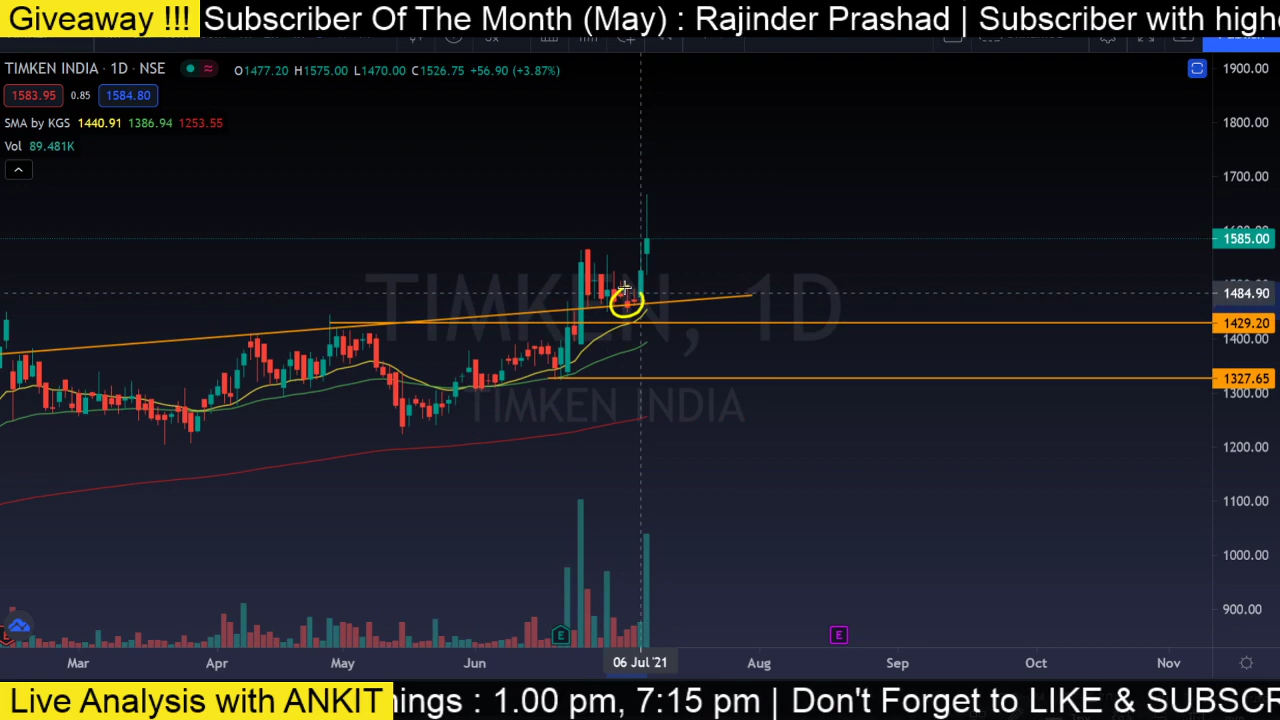 Giveaway !!! Subscriber Of The Month (May) : Rajinder Prashad | Subscriber with high
TIMKEN INDIA · 1D · NSE O1477.20 H1575.00 L1470.00 C1526.75 +56.90 (+3.87%)
1583.95 0.85 1584.80
SMA by KGS 1440.91 1386.94 1253.55
Vol 89.481K
1900.00
1800.00
1700.00
1585.00
1484.90
1429.20
1400.00
1327.65
1300.00
1200.00
1100.00
1000.00
900.00
TIMKEN, 1D
TIMKEN INDIA
E E E
Mar Apr May Jun 06 Jul '21 Aug Sep Oct Nov
Live Analysis with ANKIT nings : 1.00 pm, 7:15 pm | Don't Forget to LIKE & SUBSCR